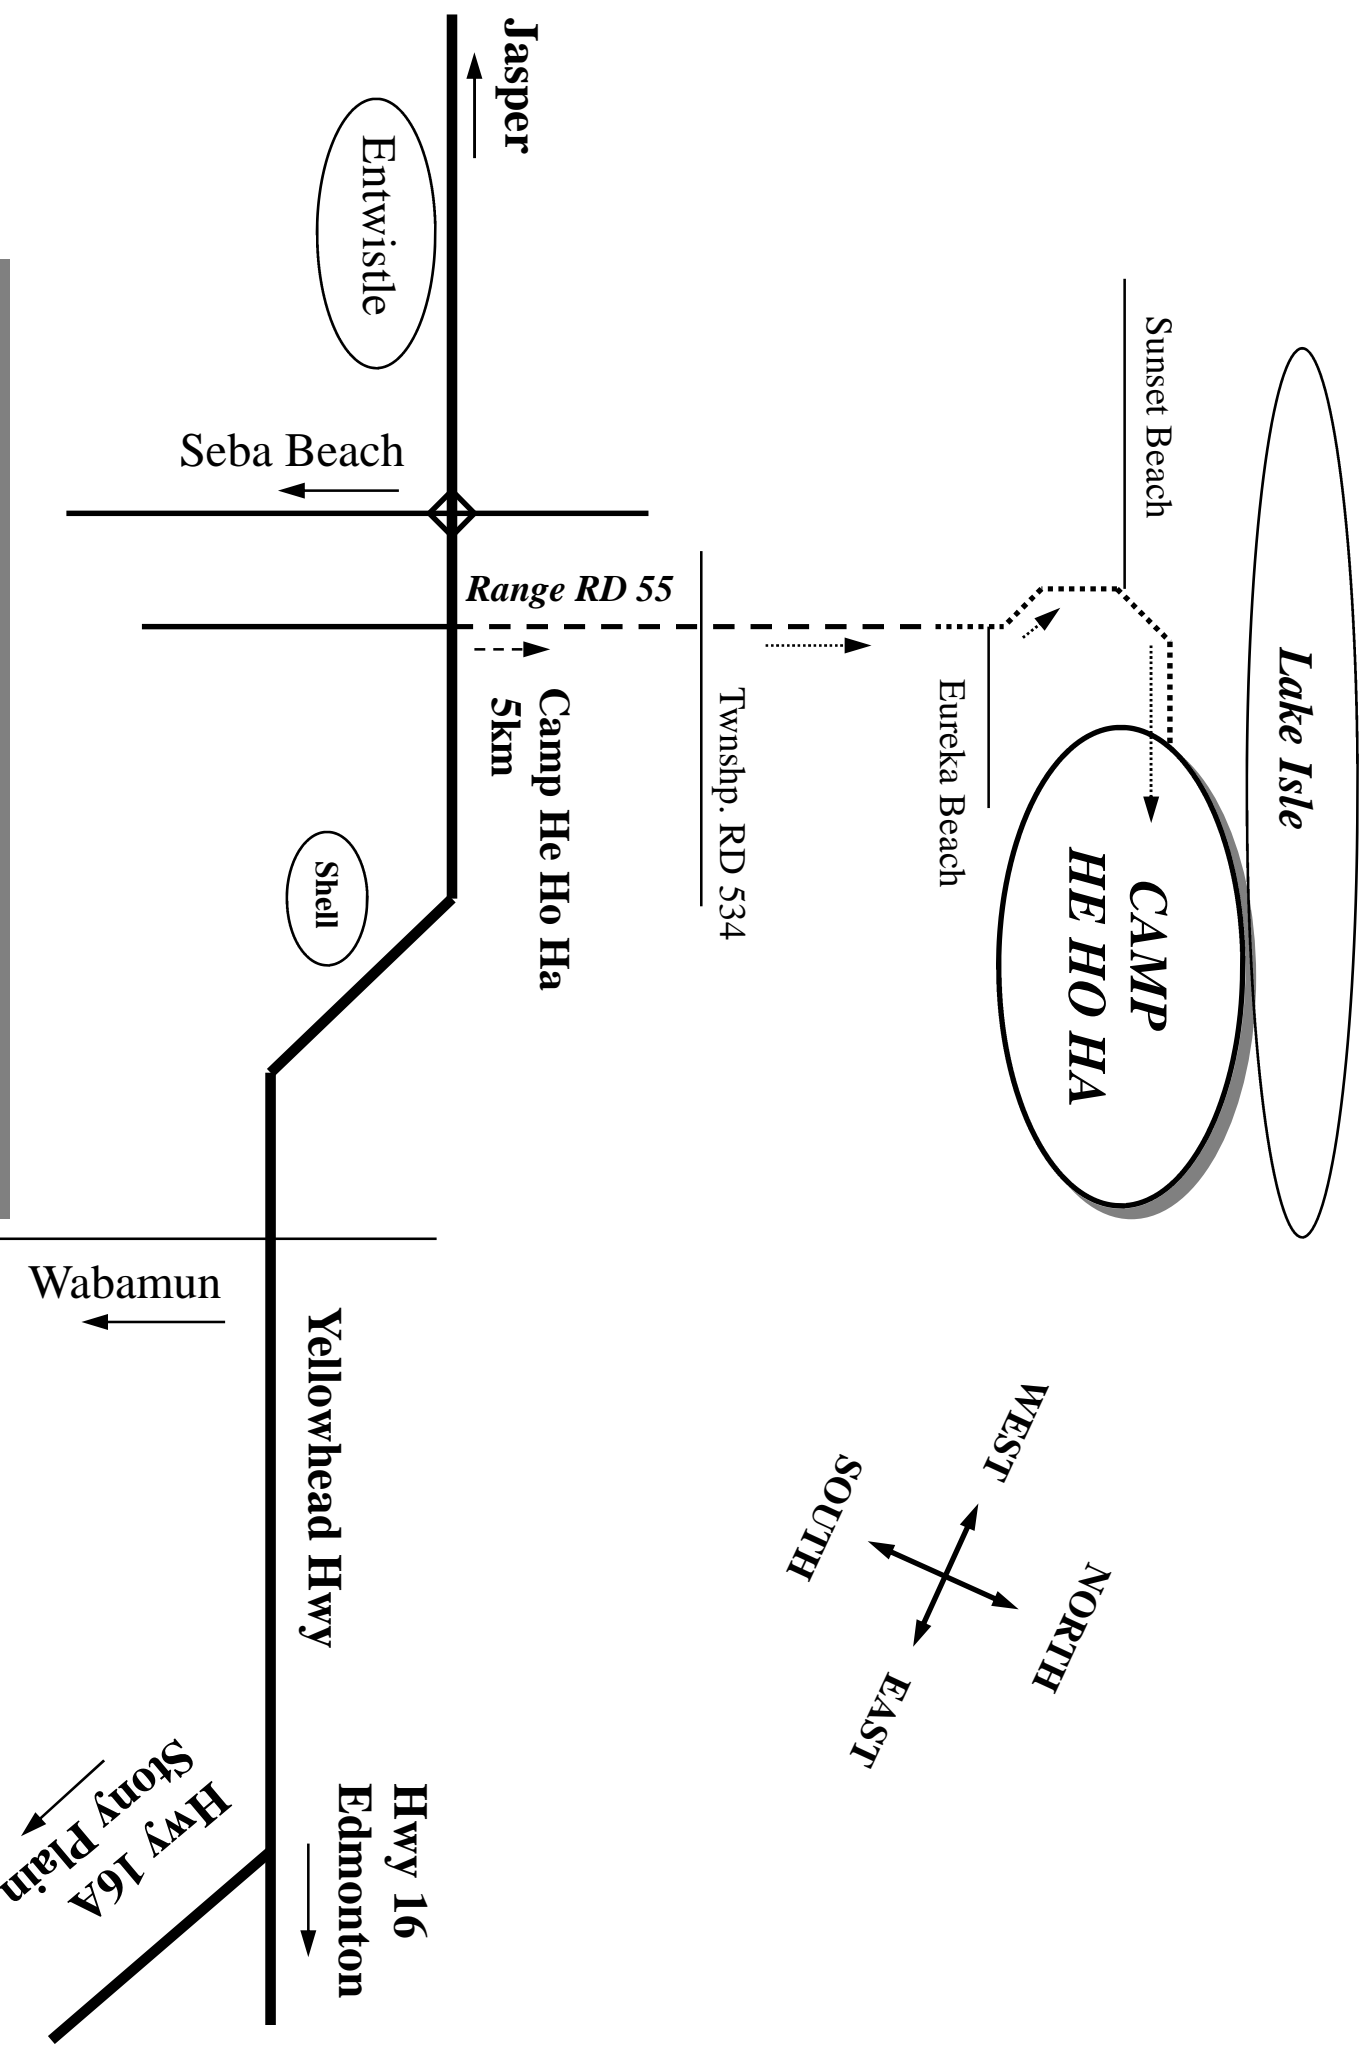 Lake Isle
Sunset Beach
CAMP
HE HO HA
Eureka Beach
WEST
NORTH
SOUTH
EAST
Twnshp. RD 534
Range RD 55
Camp He Ho Ha
5km
Jasper
Entwistle
Seba Beach
Shell
Wabamun
Yellowhead Hwy
Hwy 16
Edmonton
Hwy 16A
Stony Plain